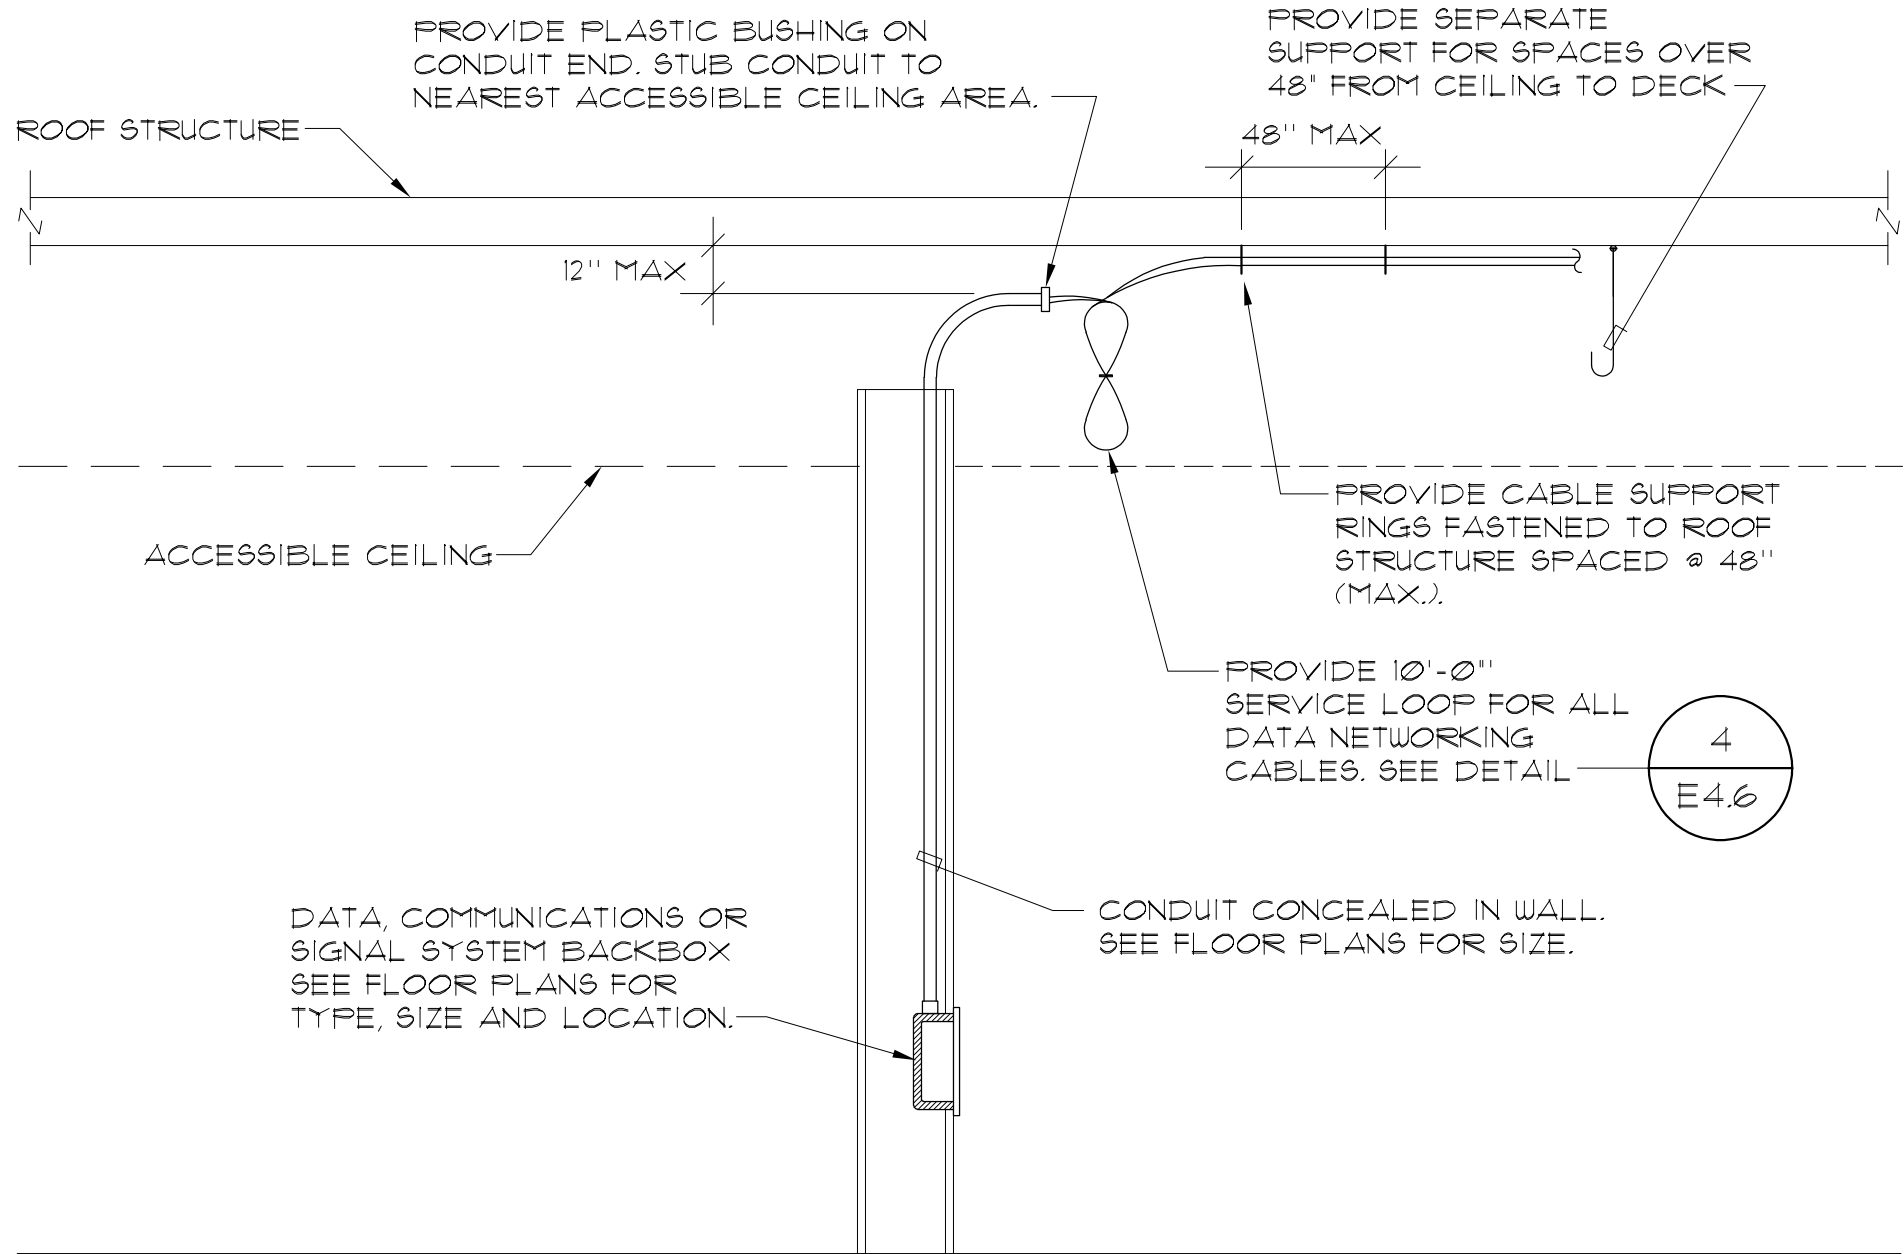 PROVIDE PLASTIC BUSHING ON
CONDUIT END. STUB CONDUIT TO
NEAREST ACCESSIBLE CEILING AREA.
PROVIDE SEPARATE
SUPPORT FOR SPACES OVER
48" FROM CEILING TO DECK
ROOF STRUCTURE
48'' MAX
12'' MAX
ACCESSIBLE CEILING
PROVIDE CABLE SUPPORT
RINGS FASTENED TO ROOF
STRUCTURE SPACED @ 48''
(MAX.).
PROVIDE 10'-0"'
SERVICE LOOP FOR ALL
DATA NETWORKING
CABLES. SEE DETAIL
4
E4.6
DATA, COMMUNICATIONS OR
SIGNAL SYSTEM BACKBOX
SEE FLOOR PLANS FOR
TYPE, SIZE AND LOCATION.
CONDUIT CONCEALED IN WALL.
SEE FLOOR PLANS FOR SIZE.